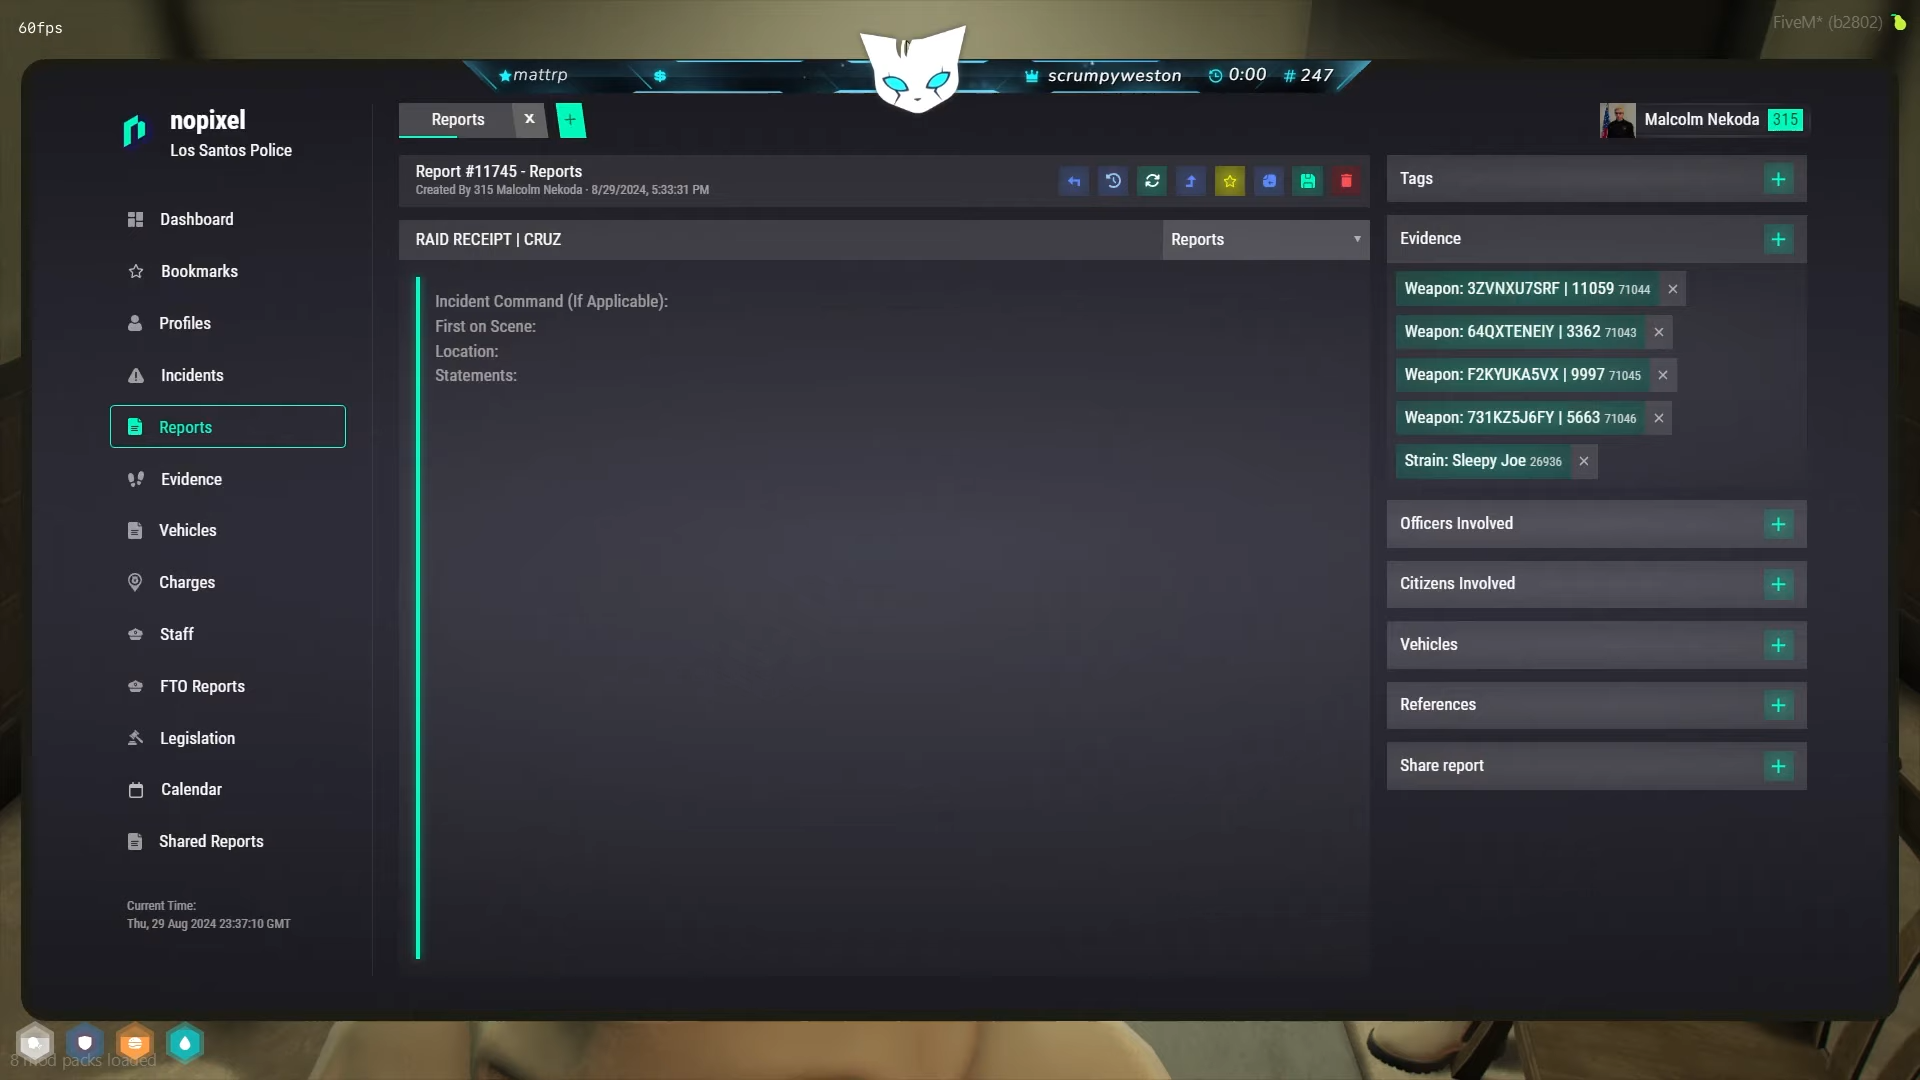 60fps
FiveM* (b2802)
mattrp
scrumpyweston
0:00
# 247
nopixel
Los Santos Police
Reports
x
+
Malcolm Nekoda
315
Dashboard
Bookmarks
Profiles
Incidents
Reports
Evidence
Vehicles
Charges
Staff
FTO Reports
Legislation
Calendar
Shared Reports
Current Time:
Thu, 29 Aug 2024 23:37:10 GMT
Report #11745 - Reports
Created By 315 Malcolm Nekoda · 8/29/2024, 5:33:31 PM
RAID RECEIPT | CRUZ
Reports
Incident Command (If Applicable):
First on Scene:
Location:
Statements:
Tags
Evidence
Weapon: 3ZVNXU7SRF | 11059 71044
Weapon: 64QXTENEIY | 3362 71043
Weapon: F2KYUKA5VX | 9997 71045
Weapon: 731KZ5J6FY | 5663 71046
Strain: Sleepy Joe 26936
Officers Involved
Citizens Involved
Vehicles
References
Share report
8 mod packs loaded